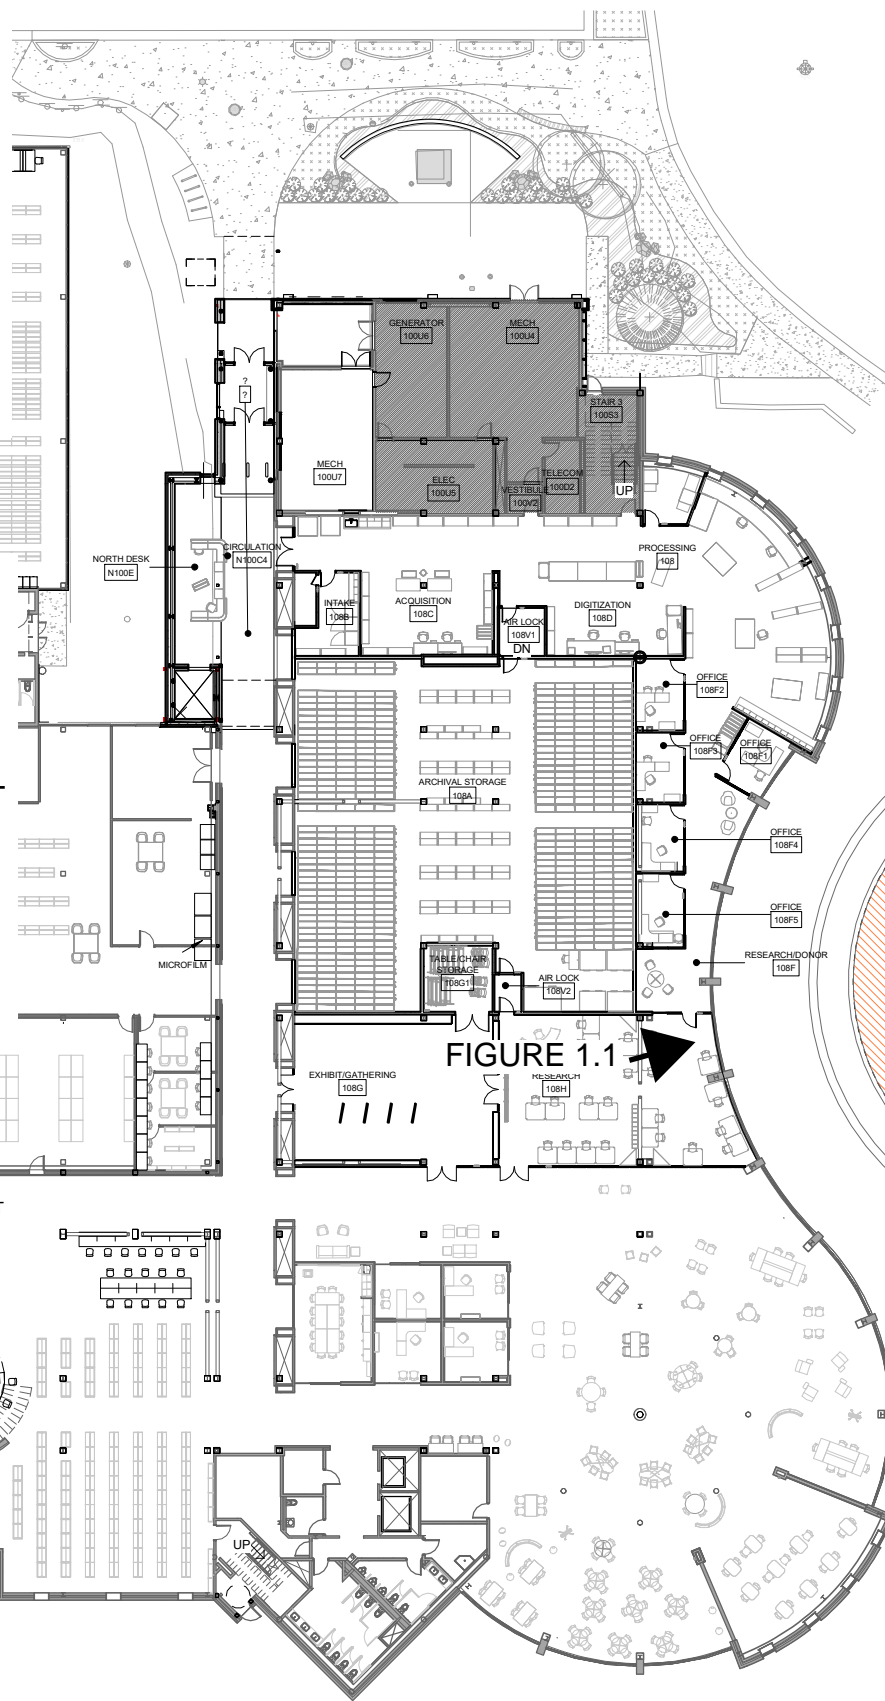 GENERATOR
100U6
MECH
100U4
?
?
STAIR 3
100S3
MECH
100U7
ELEC
100U5
TELECOM
100D2
VESTIBULE
100V2
UP
NORTH DESK
N100E
CIRCULATION
N100C4
PROCESSING
108
INTAKE
108B
ACQUISITION
108C
AIR LOCK
108V1
DN
DIGITIZATION
108D
OFFICE
108F2
OFFICE
108F3
OFFICE
108F1
ARCHIVAL STORAGE
108A
OFFICE
108F4
OFFICE
108F5
MICROFILM
TABLE/CHAIR
STORAGE
108G1
AIR LOCK
108V2
RESEARCH/DONOR
108F
FIGURE 1.1
EXHIBIT/GATHERING
108G
RESEARCH
108H
UP